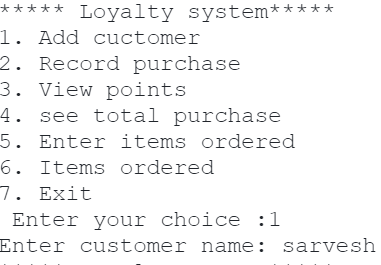 ***** Loyalty system*****
1. Add cuctomer
2. Record purchase
3. View points
4. see total purchase
5. Enter items ordered
6. Items ordered
7. Exit
Enter your choice :1
Enter customer name: sarvesh